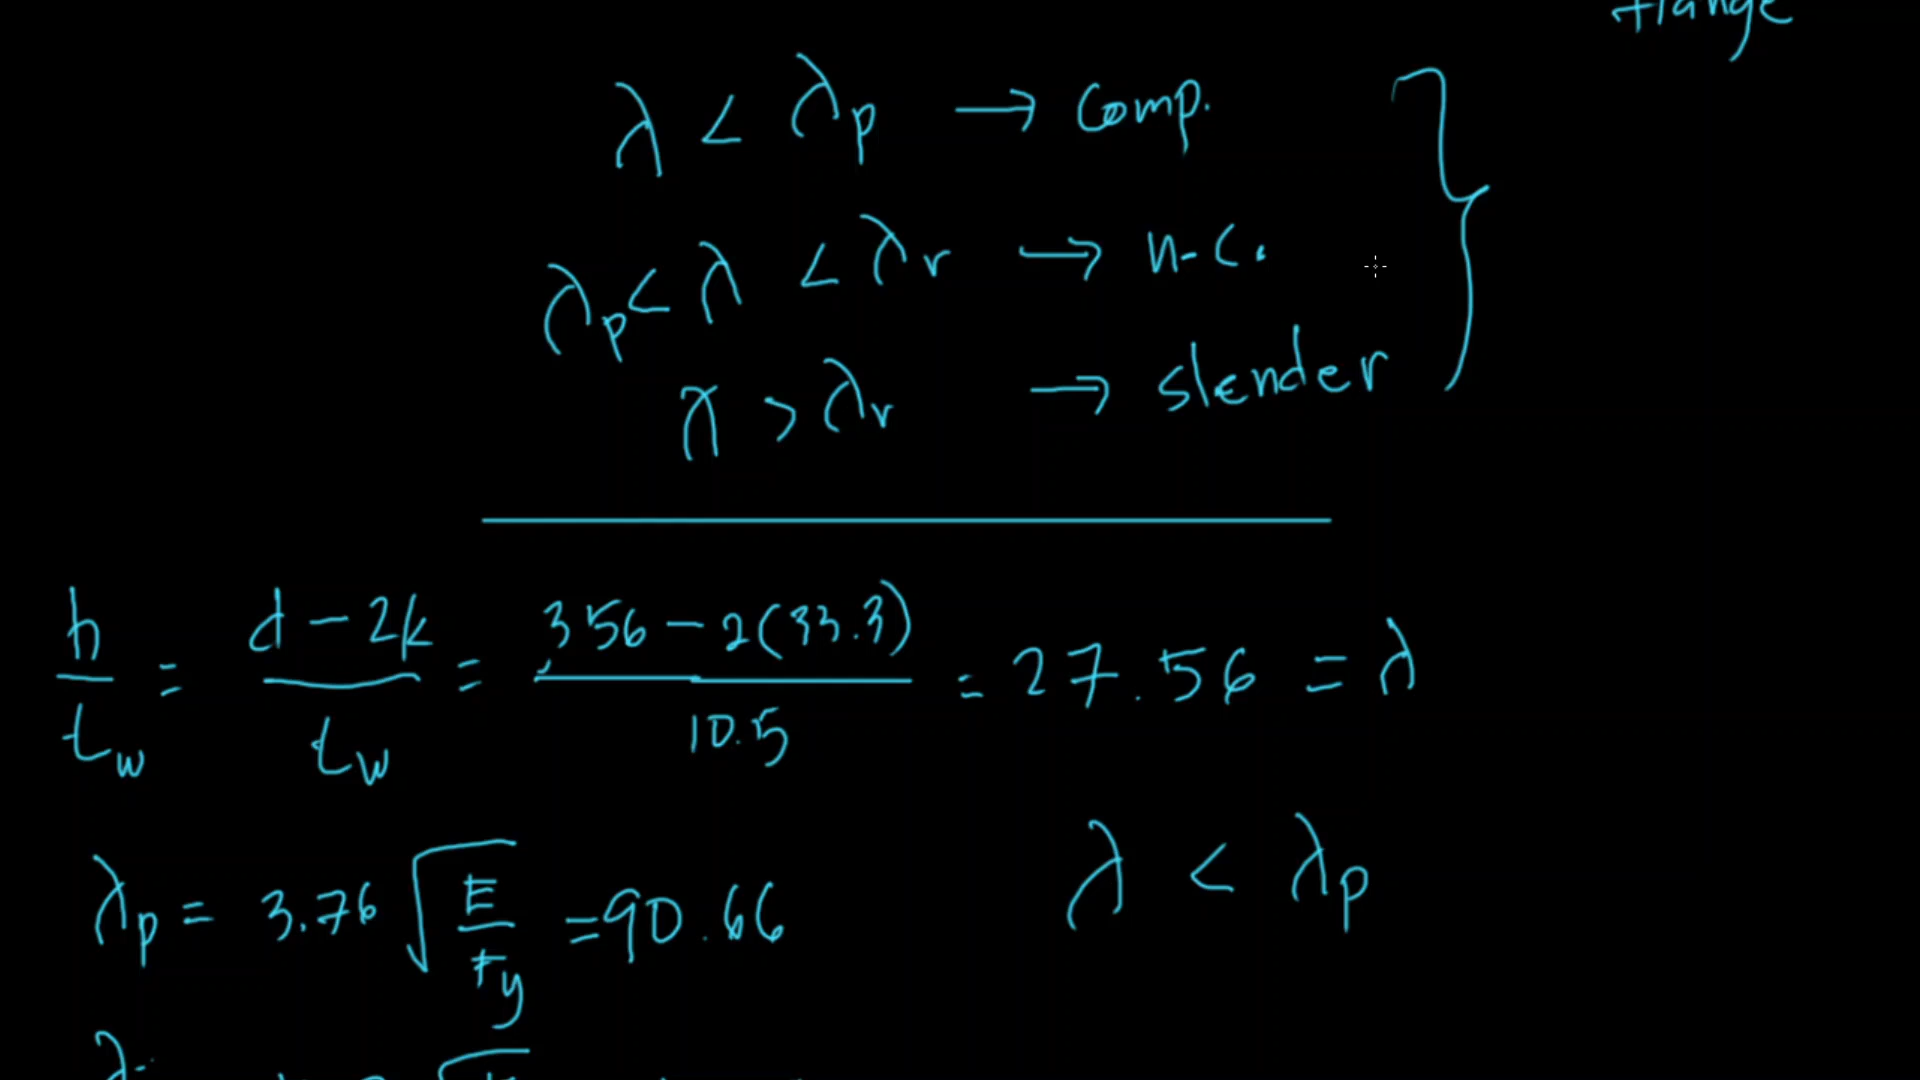 flange
λ < λp → Comp.
λp < λ < λr → n.c.
λ > λr → slender
h/tw = (d - 2k)/tw = (356 - 2(33.3))/10.5 = 27.56 = λ
λp = 3.76 √(E/Fy) = 90.66
λ < λp